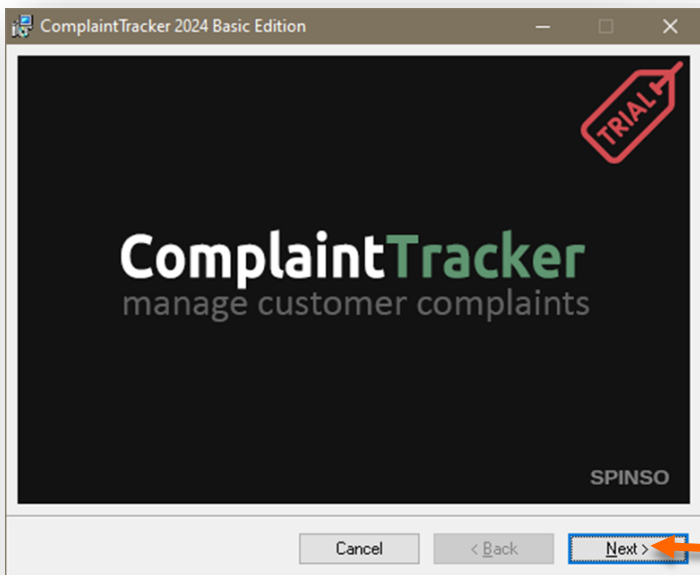 ComplaintTracker 2024 Basic Edition
TRIAL
ComplaintTracker
manage customer complaints
SPINSO
Cancel
< Back
Next >